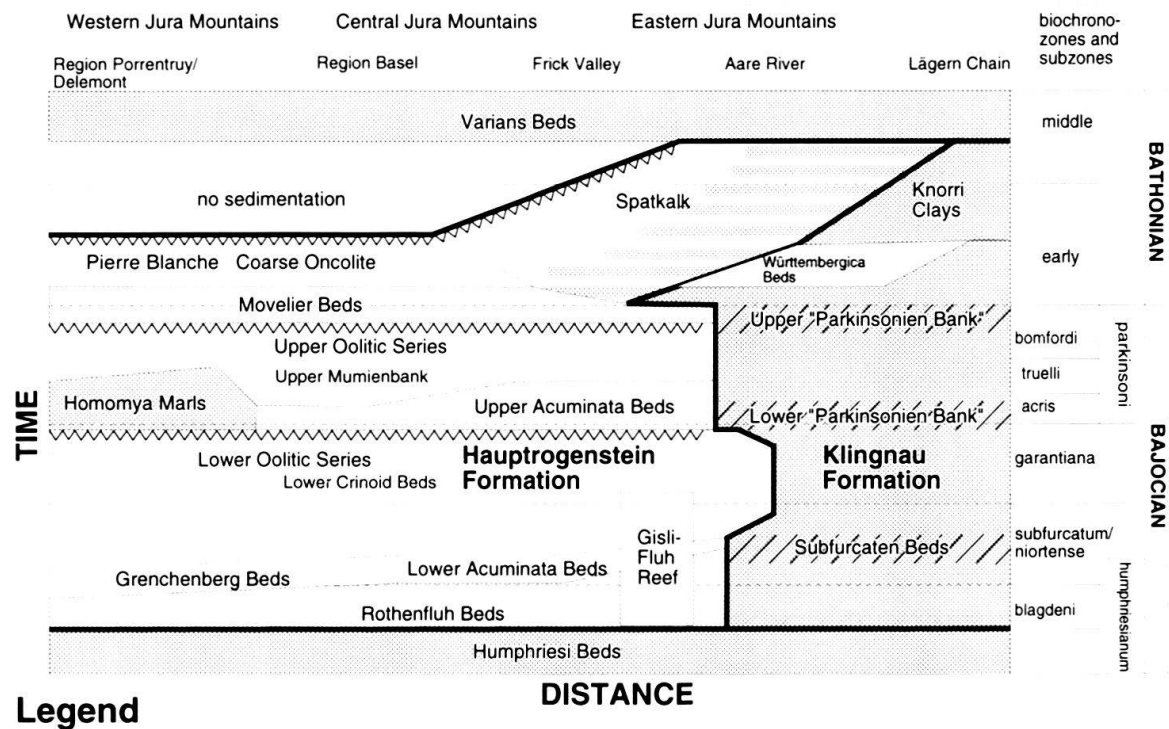 Western Jura Mountains Central Jura Mountains Eastern Jura Mountains biochrono-
zones and
subzones
Region Porrentruy/
Delemont
Region Basel Frick Valley Aare River Lägern Chain
Varians Beds middle
no sedimentation
Spatkalk
Knorri
Clays
BATHONIAN
Pierre Blanche Coarse Oncolite
Württembergica
Beds
early
Movelier Beds
Upper "Parkinsonien Bank"
Upper Oolitic Series
bomfordi
parkinsoni
Upper Mumienbank
truelli
Homomya Marls
Upper Acuminata Beds
Lower "Parkinsonien Bank"
acris
TIME
Lower Oolitic Series
Lower Crinoid Beds
Hauptrogenstein
Formation
Klingnau
Formation
garantiana
BAJOCIAN
Gisli-
Fluh
Reef
Subfurcaten Beds
subfurcatum/
niortense
Grenchenberg Beds
Lower Acuminata Beds
humphriesianum
Rothenfluh Beds
blagdeni
Humphriesi Beds
DISTANCE
Legend